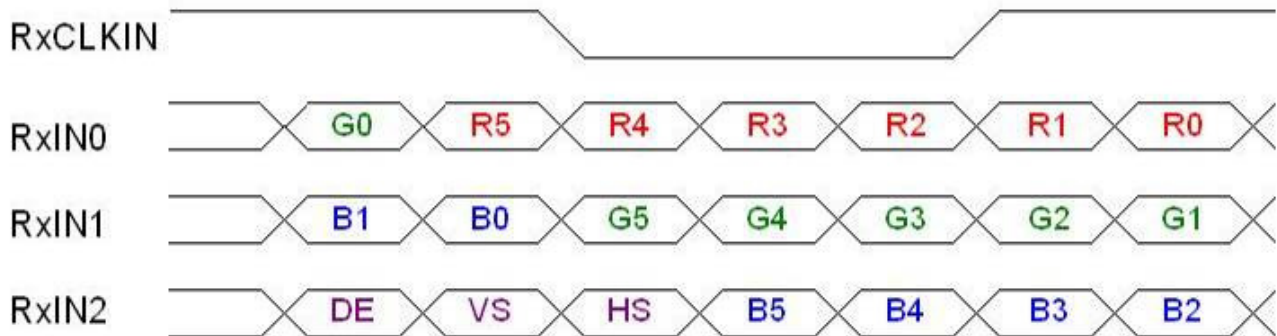 RxCLKIN
RxIN0 G0 R5 R4 R3 R2 R1 R0
RxIN1 B1 B0 G5 G4 G3 G2 G1
RxIN2 DE VS HS B5 B4 B3 B2